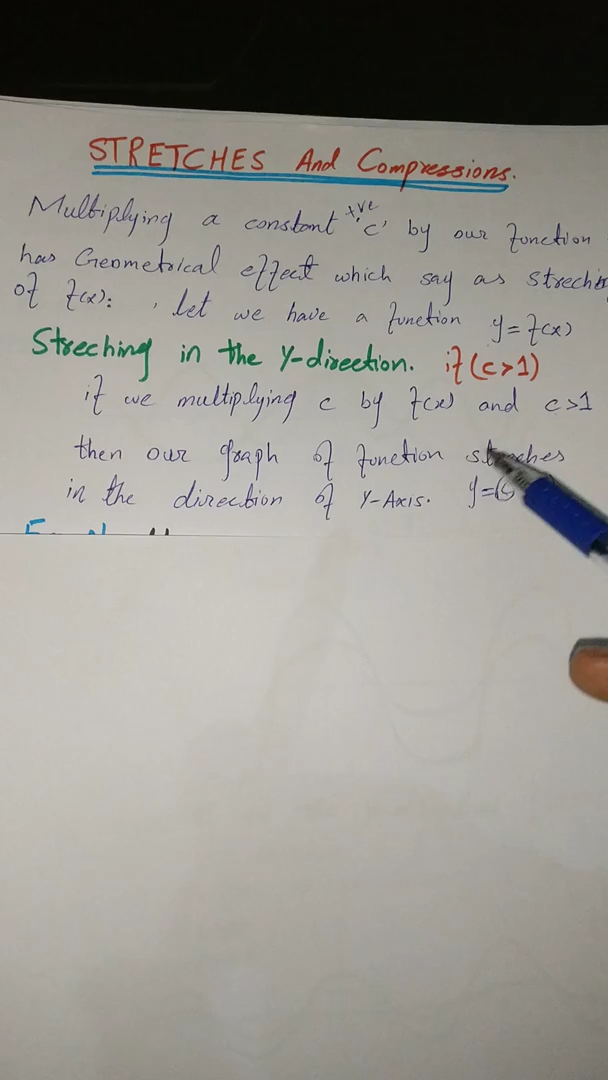 STRETCHES And Compressions.
Multiplying a constant +ve 'c' by our function
has Geometrical effect which say as
of f(x): , let we have a function y=f(x)
Streching in the Y-direction. if (c>1)
if we multiplying c by f(x) and c>1
then our graph of function streches
in the direction of Y-Axis. y=